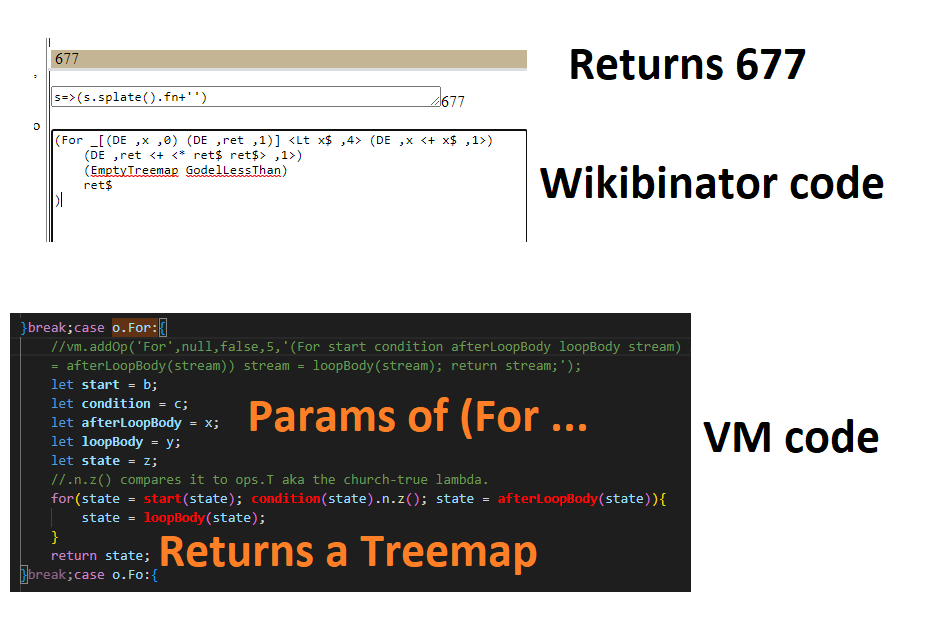 677
Returns 677
s=>(s.splate().fn+'')
677
(For _[(DE ,x ,0) (DE ,ret ,1)] <Lt x$ ,4> (DE ,x <+ x$ ,1>)
(DE ,ret <+ <* ret$ ret$> ,1>)
(EmptyTreemap GodelLessThan)
ret$
)
Wikibinator code
}break;case o.For:{
//vm.addOp('For',null,false,5,'(For start condition afterLoopBody loopBody stream)
= afterLoopBody(stream)) stream = loopBody(stream); return stream;');
let start = b;
let condition = c;
let afterLoopBody = x;
let loopBody = y;
let state = z;
Params of (For ...
VM code
//.n.z() compares it to ops.T aka the church-true lambda.
for(state = start(state); condition(state).n.z(); state = afterLoopBody(state)){
state = loopBody(state);
}
return state;
Returns a Treemap
}break;case o.Fo:{